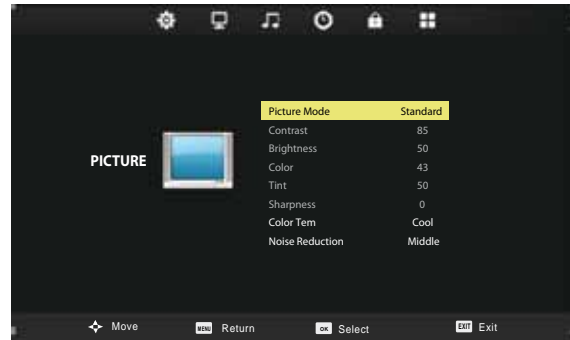 Picture Mode Standard
Contrast 85
Brightness 50
PICTURE
Color 43
Tint 50
Sharpness 0
Color Tem Cool
Noise Reduction Middle
Move MENU Return OK Select EXIT Exit